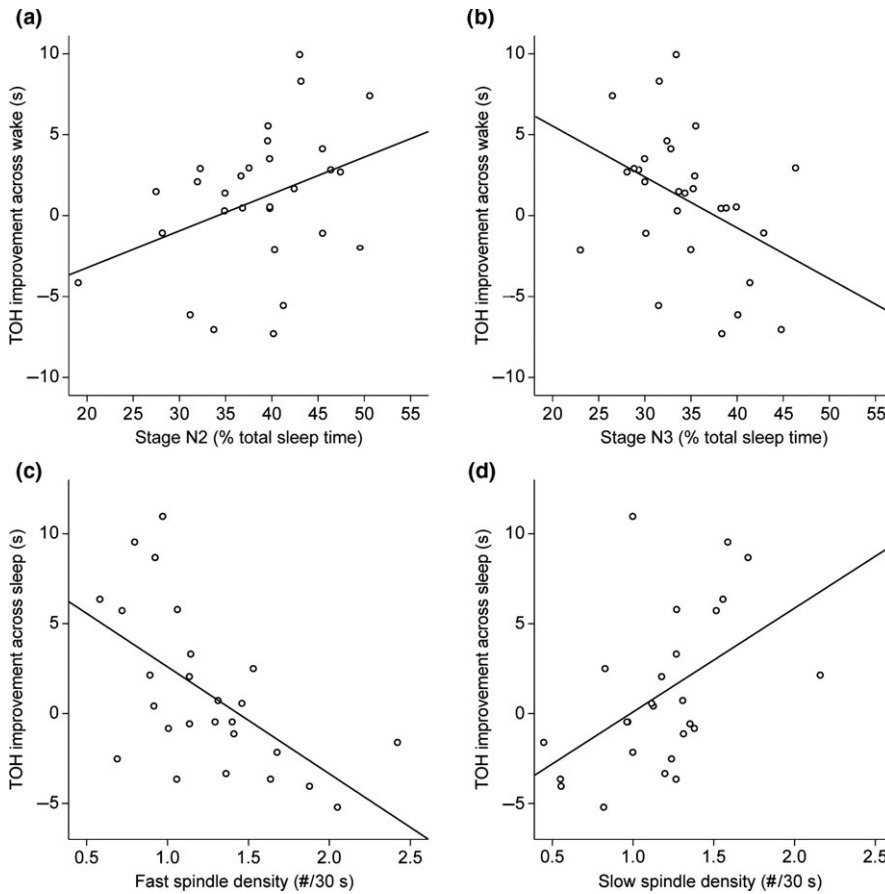 (a)
TOH improvement across wake (s)
10
5
0
–5
–10
20 25 30 35 40 45 50 55
Stage N2 (% total sleep time)
(b)
TOH improvement across wake (s)
10
5
0
–5
–10
20 25 30 35 40 45 50 55
Stage N3 (% total sleep time)
(c)
TOH improvement across sleep (s)
10
5
0
–5
0.5 1.0 1.5 2.0 2.5
Fast spindle density (#/30 s)
(d)
TOH improvement across sleep (s)
10
5
0
–5
0.5 1.0 1.5 2.0 2.5
Slow spindle density (#/30 s)